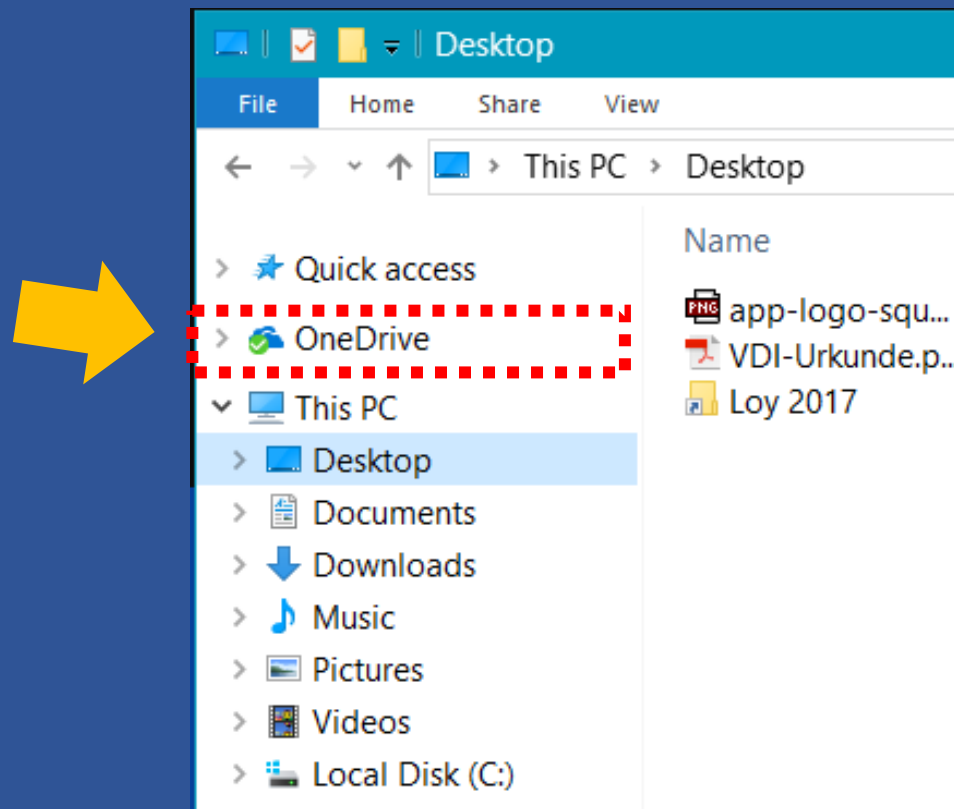 Desktop
File Home Share View
This PC Desktop
Quick access
OneDrive
This PC
Desktop
Documents
Downloads
Music
Pictures
Videos
Local Disk (C:)
Name
PNG app-logo-squ...
VDI-Urkunde.p...
Loy 2017